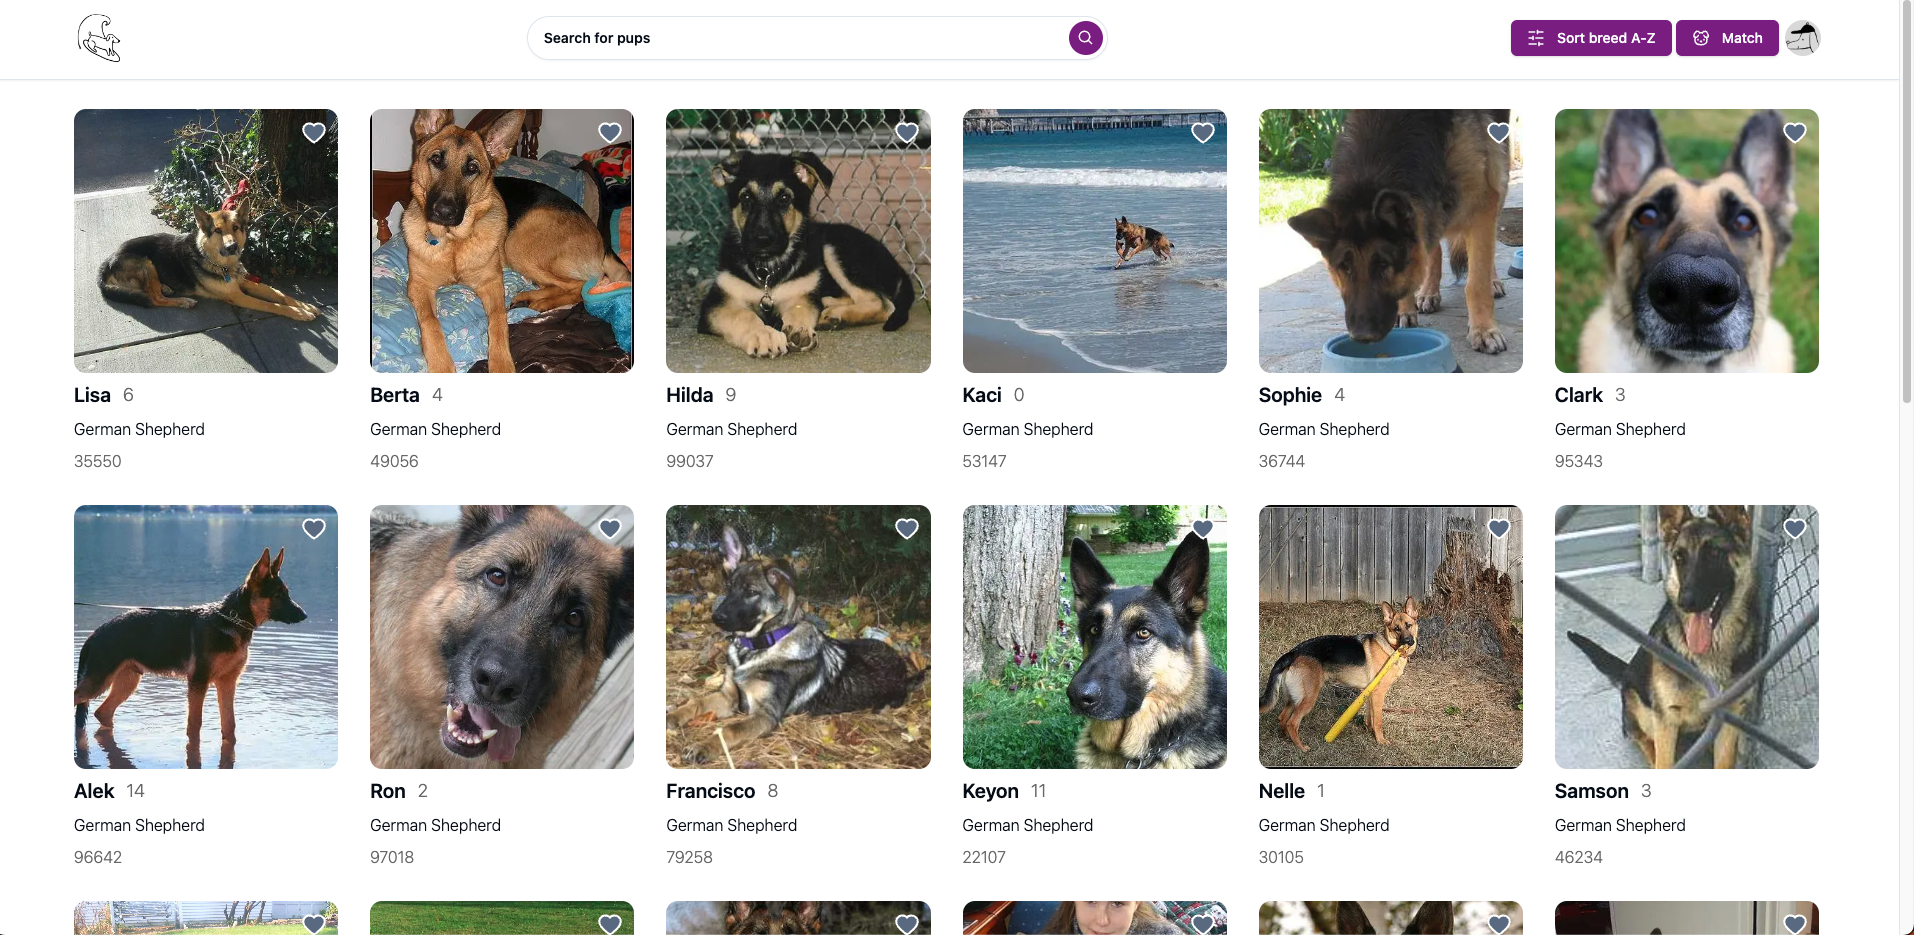 Search for pups
Sort breed A-Z
Match
Lisa 6
German Shepherd
35550
Berta 4
German Shepherd
49056
Hilda 9
German Shepherd
99037
Kaci 0
German Shepherd
53147
Sophie 4
German Shepherd
36744
Clark 3
German Shepherd
95343
Alek 14
German Shepherd
96642
Ron 2
German Shepherd
97018
Francisco 8
German Shepherd
79258
Keyon 11
German Shepherd
22107
Nelle 1
German Shepherd
30105
Samson 3
German Shepherd
46234